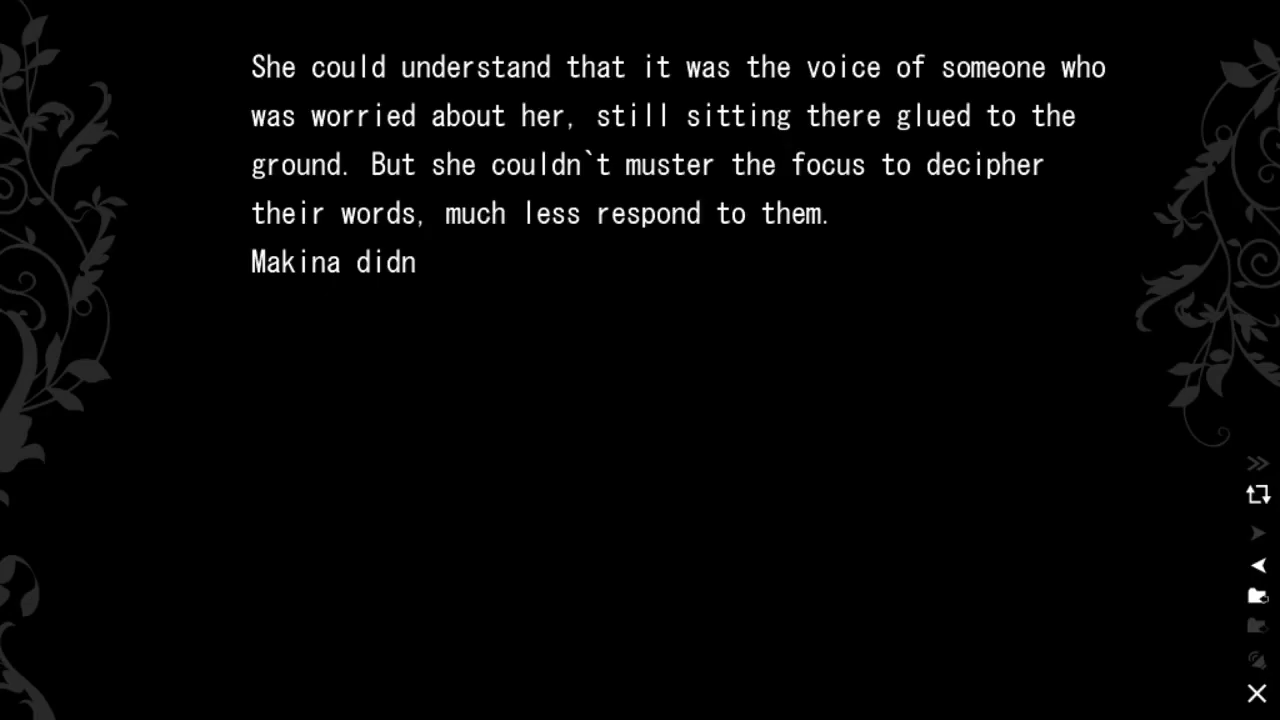 She could understand that it was the voice of someone who
was worried about her, still sitting there glued to the
ground. But she couldn`t muster the focus to decipher
their words, much less respond to them.
Makina didn